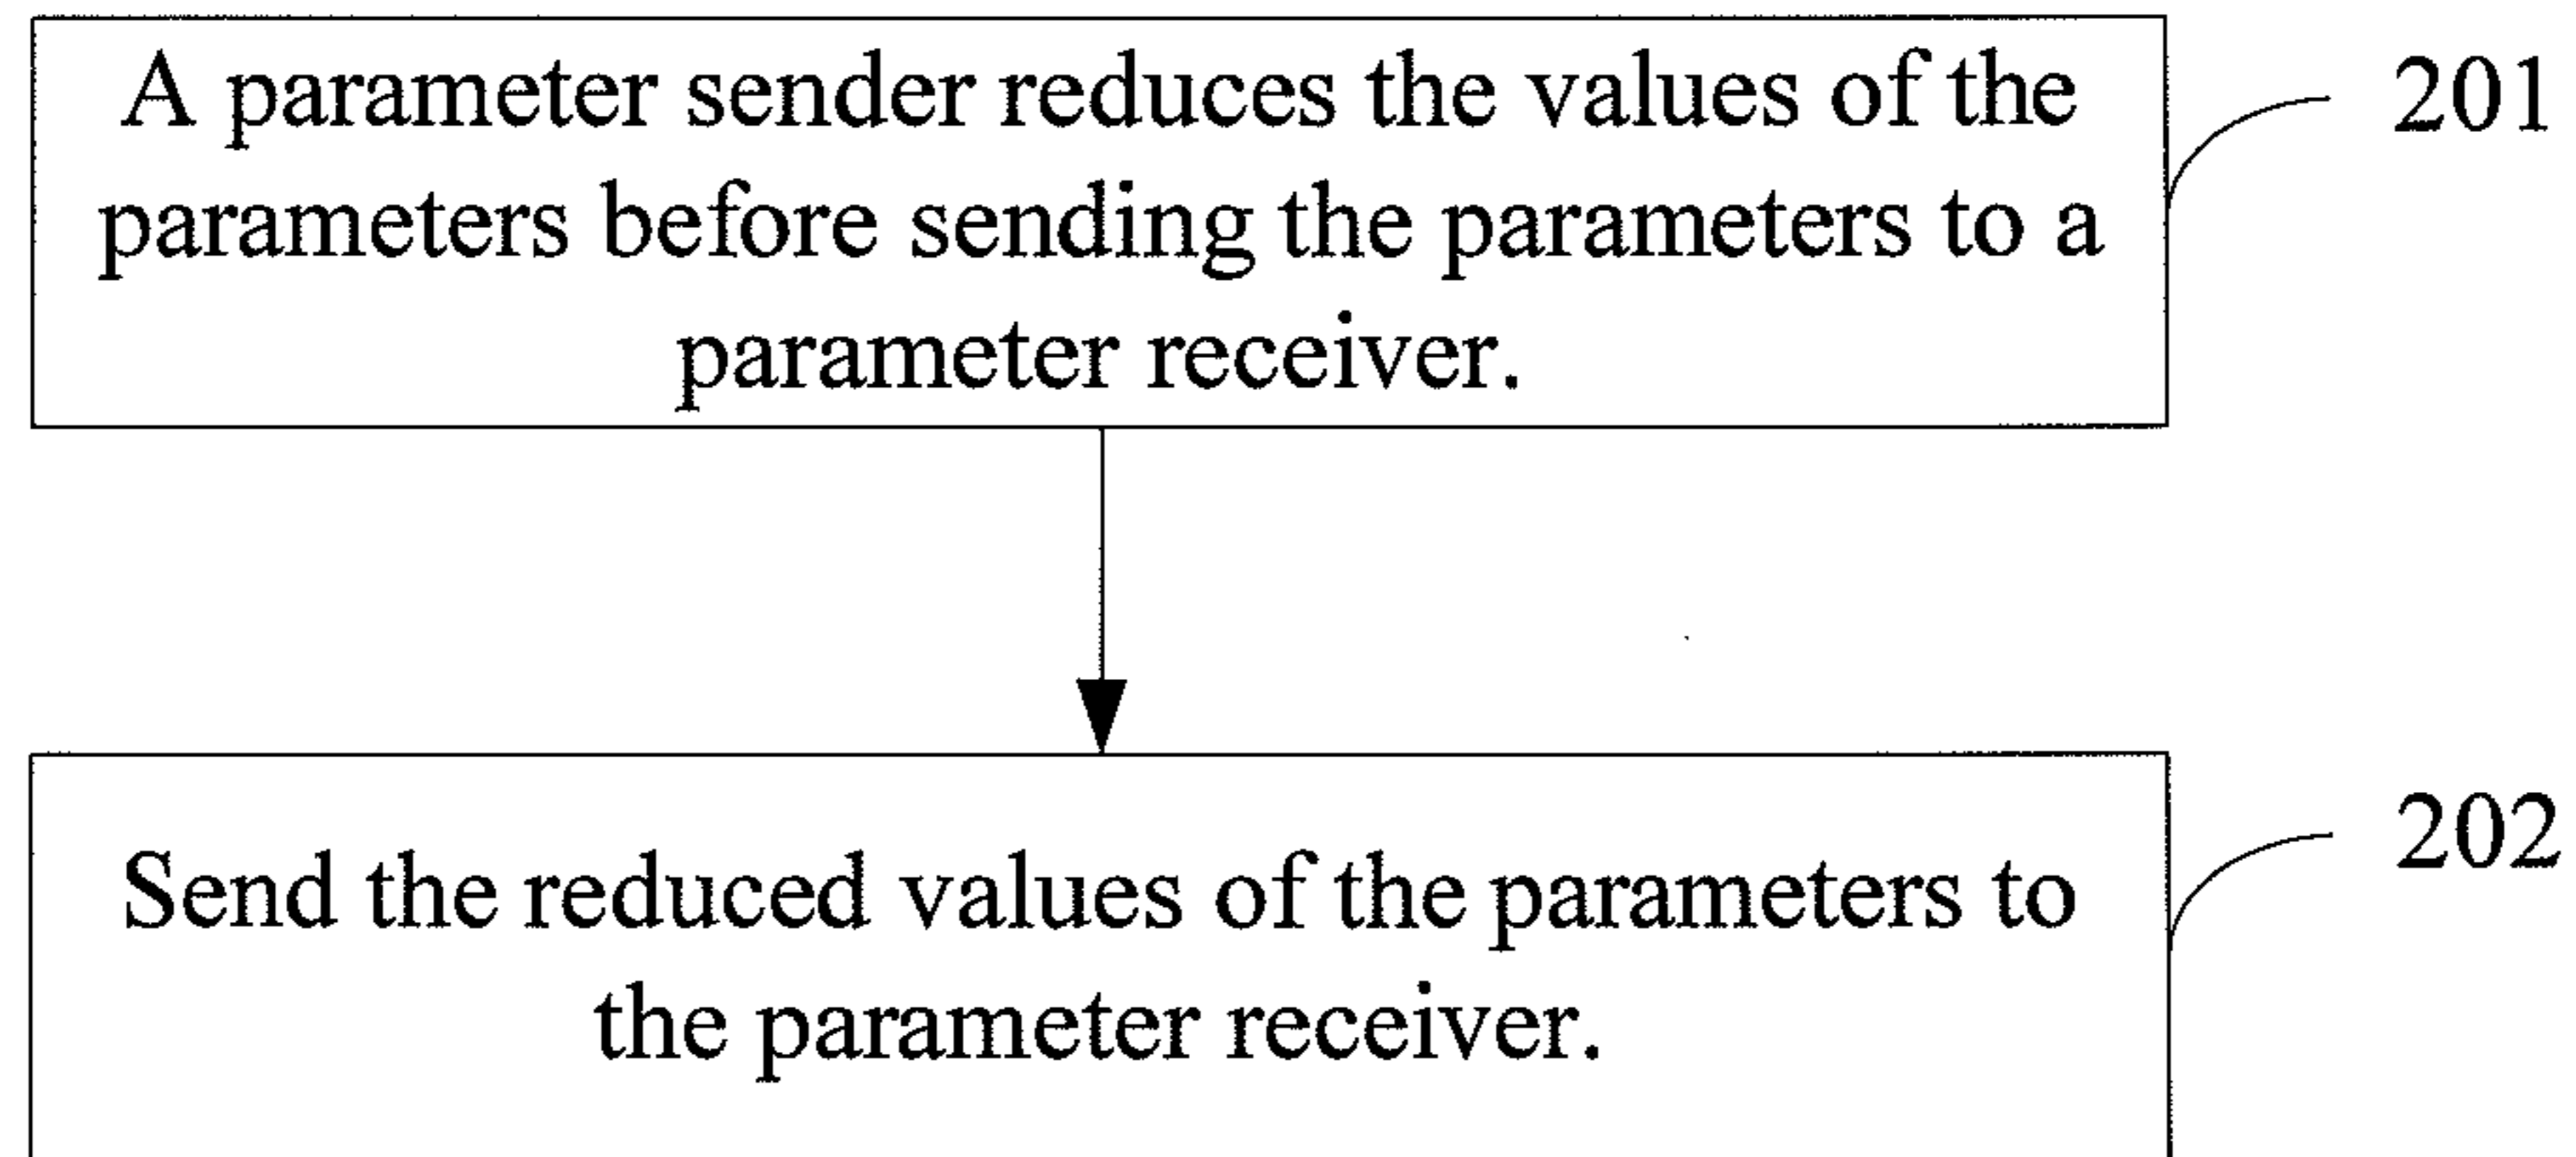 A parameter sender reduces the values of the
parameters before sending the parameters to a
parameter receiver.
201
Send the reduced values of the parameters to
the parameter receiver.
202